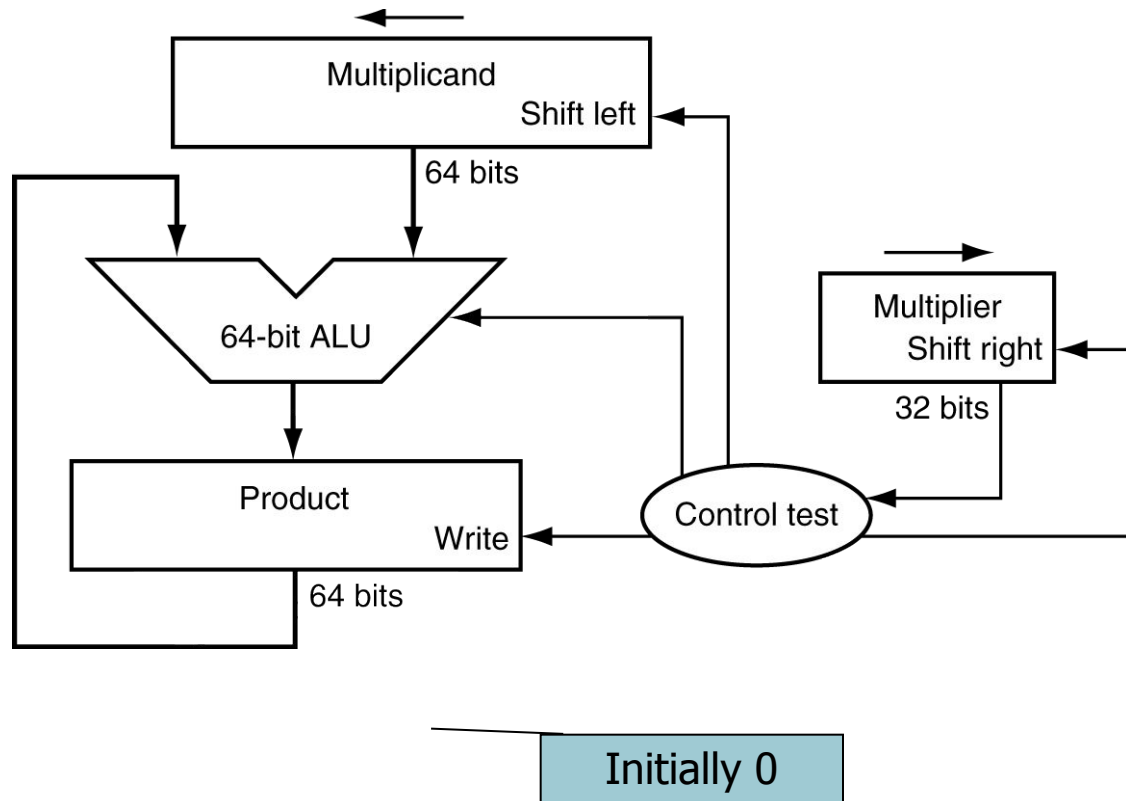 Multiplicand
Shift left
64 bits
64-bit ALU
Multiplier
Shift right
32 bits
Product
Write
Control test
64 bits
Initially 0